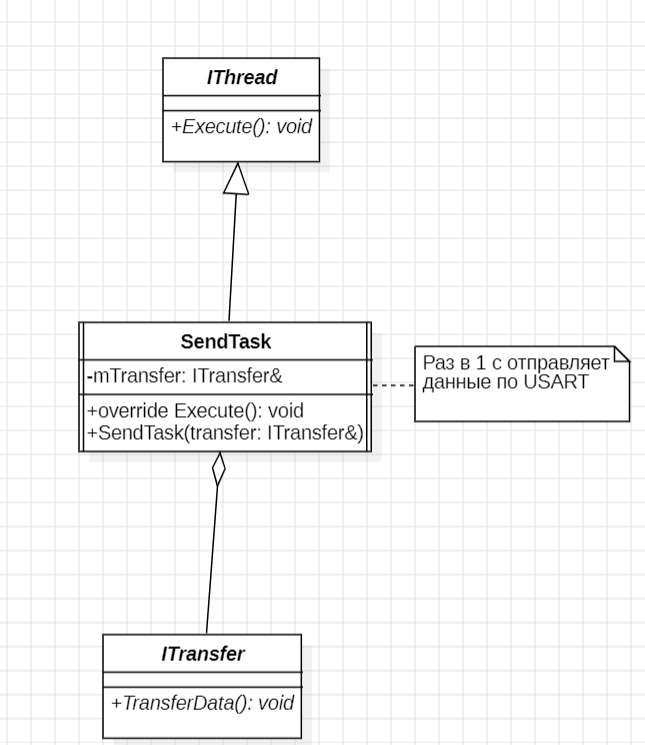 IThread
+Execute(): void
SendTask
-mTransfer: ITransfer&
+override Execute(): void
+SendTask(transfer: ITransfer&)
Раз в 1 с отправляет
данные по USART
ITransfer
+TransferData(): void